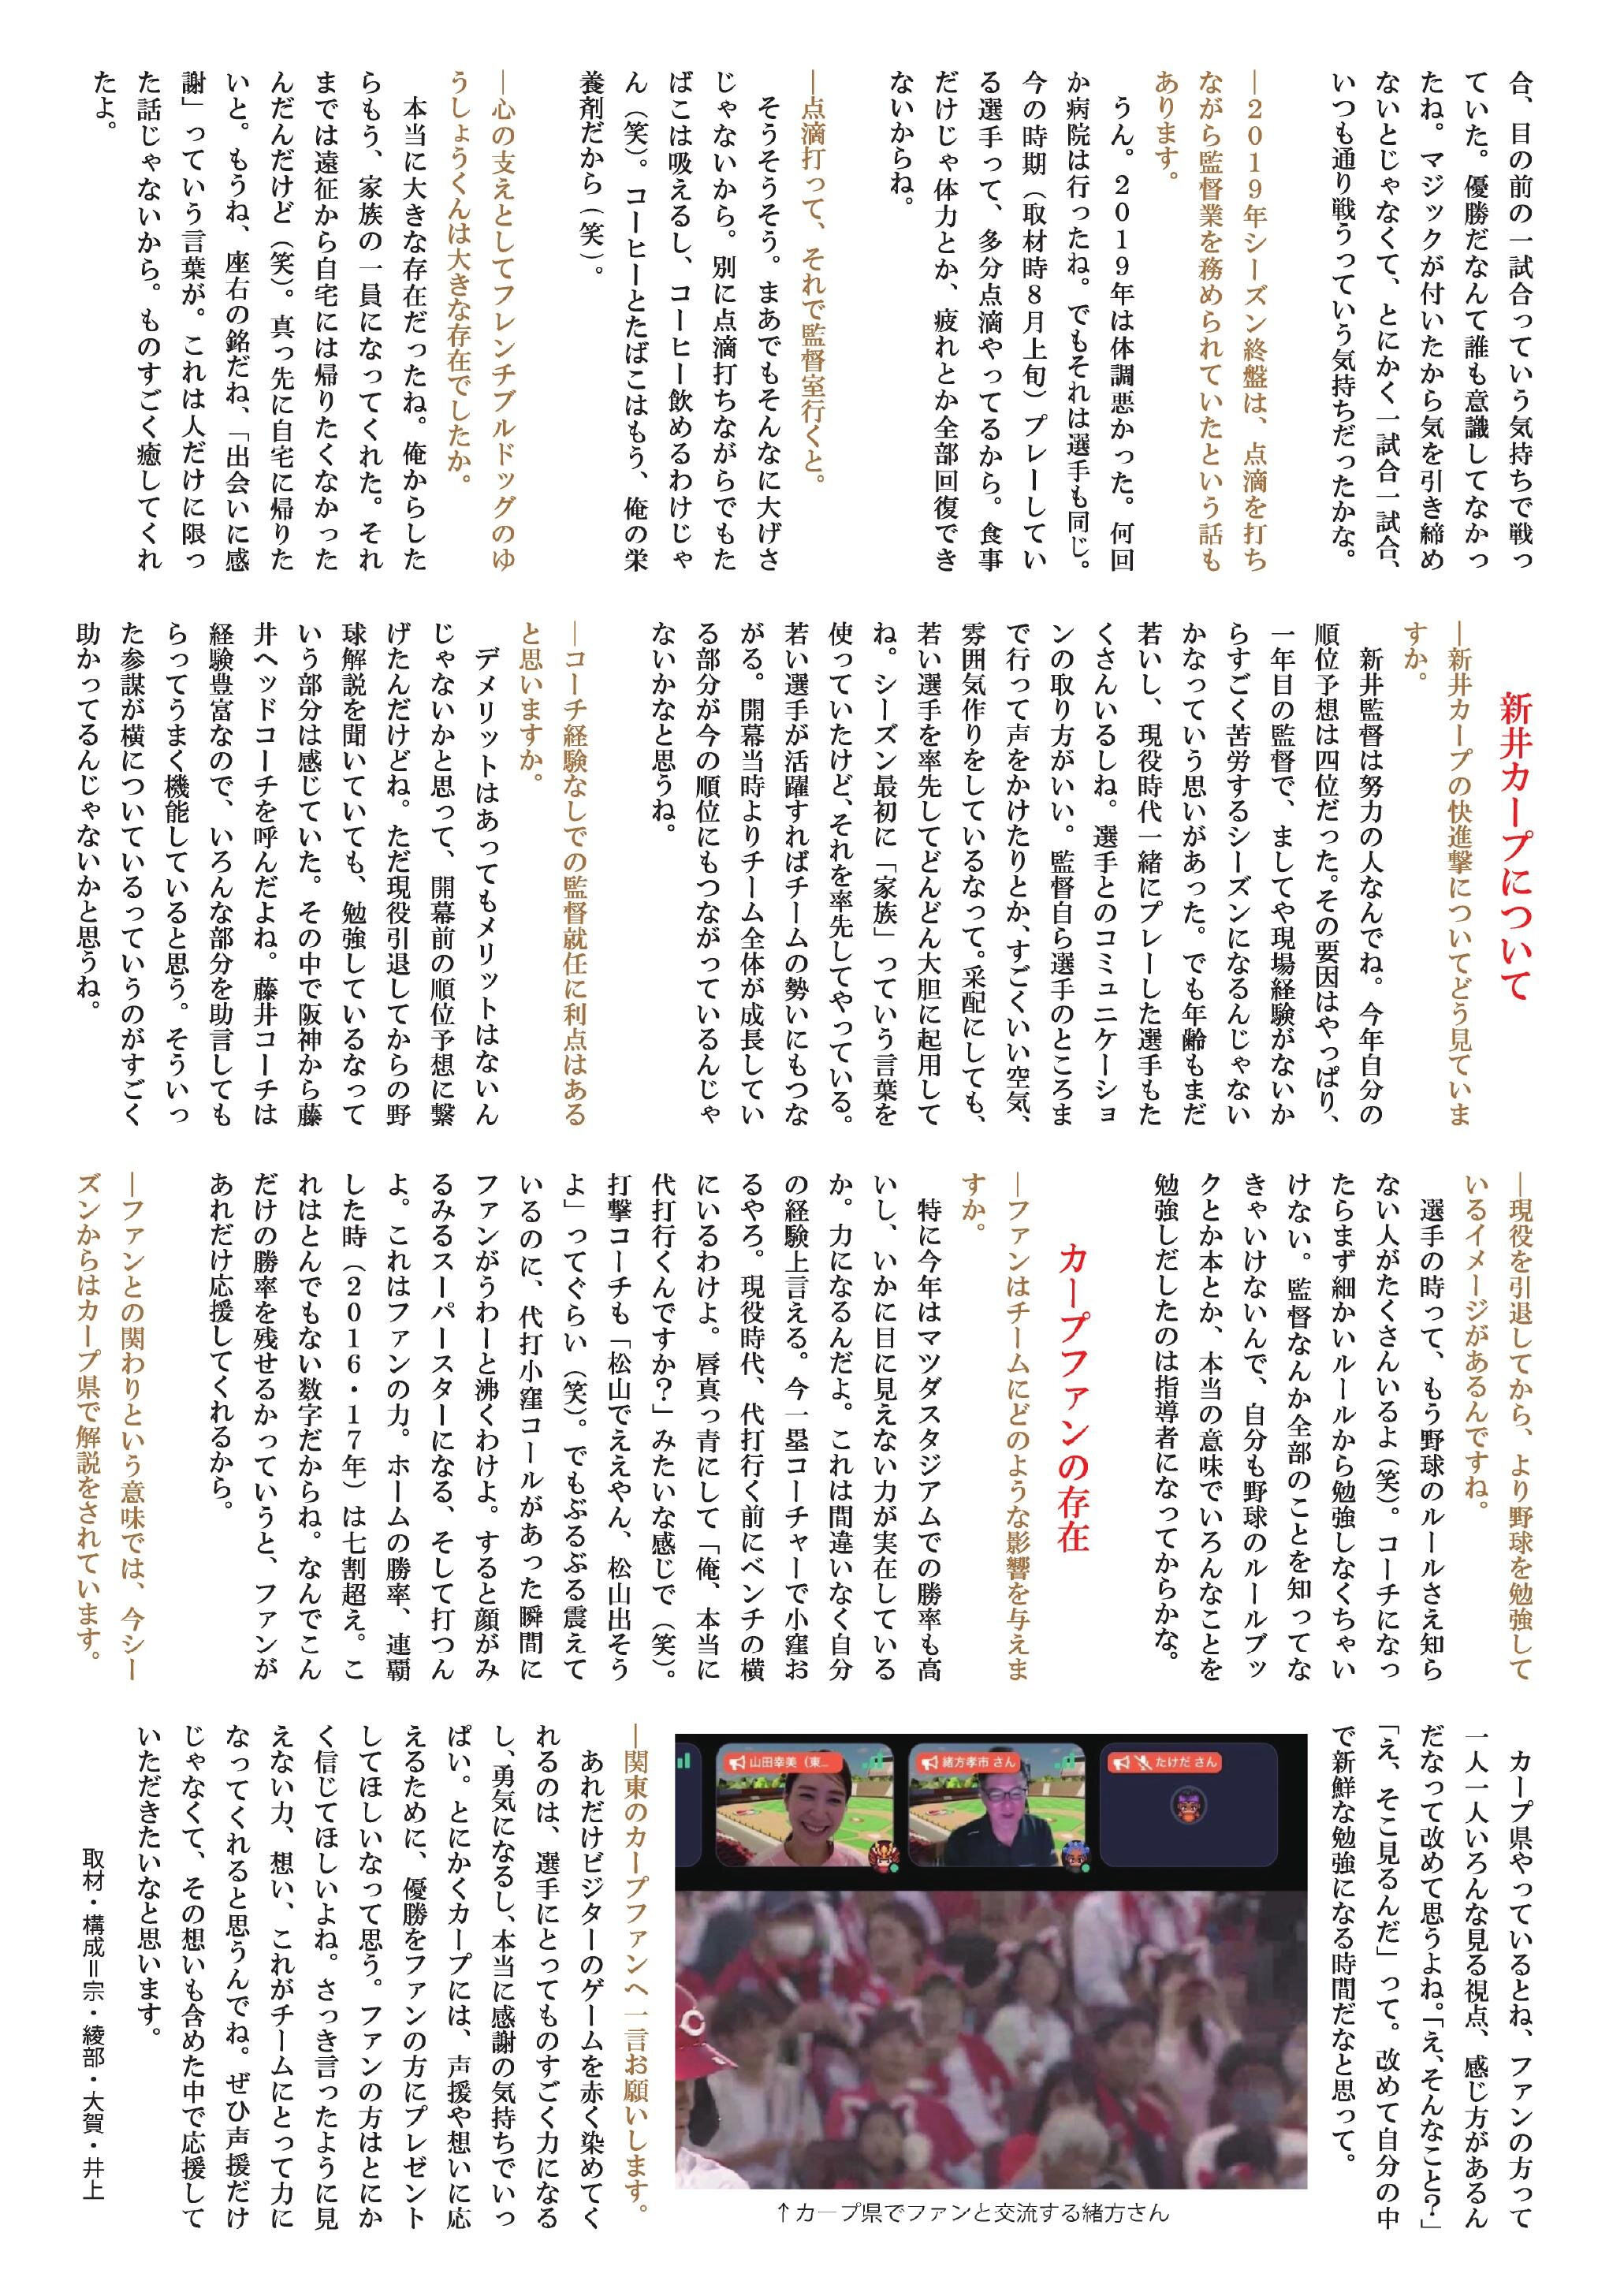 合、目の前の一試合っていう気持ちで戦っ
ていた。優勝だなんて誰も意識してなかっ
たね。マジックが付いたから気を引き締め
ないとじゃなくて、とにかく一試合一試合、
いつも通り戦うっていう気持ちだったかな。
―2019年シーズン終盤は、点滴を打ち
ながら監督業を務められていたという話も
あります。
うん。2019年は体調悪かった。何回
か病院は行ったね。でもそれは選手も同じ。
今の時期（取材時8月上旬）プレーしてい
る選手って、多分点滴やってるから。食事
だけじゃ体力とか、疲れとか全部回復でき
ないからね。
―点滴打って、それで監督室行くと。
そうそうそう。まあでもそんなに大げさ
じゃないから。別に点滴打ちながらでもた
ばこは吸えるし、コーヒー飲めるわけじゃ
ん（笑）。コーヒーとたばこはもう、俺の栄
養剤だから（笑）。
―心の支えとしてフレンチブルドッグのゆ
うしょうくんは大きな存在でしたか。
本当に大きな存在だったね。俺からした
らもう、家族の一員になってくれた。それ
までは遠征から自宅には帰りたくなかった
んだんだけど（笑）。真っ先に自宅に帰りた
いと。もうね、座右の銘だね、「出会いに感
謝」っていう言葉が。これは人だけに限っ
た話じゃないから。ものすごく癒してくれ
たよ。
新井カープについて
―新井カープの快進撃についてどう見ていま
すか。
新井監督は努力の人なんでね。今年自分の
順位予想は四位だった。その要因はやっぱり、
一年目の監督で、ましてや現場経験がないか
らすごく苦労するシーズンになるんじゃない
かなっていう思いがあった。でも年齢もまだ
若いし、現役時代一緒にプレーした選手もた
くさんいるしね。選手とのコミュニケーショ
ンの取り方がいい。監督自ら選手のところま
で行って声をかけたりとか、すごくいい空気、
雰囲気作りをしているなって。采配にしても、
若い選手を率先してどんどん大胆に起用して
ね。シーズン最初に「家族」っていう言葉を
使っていたけど、それを率先してやっている。
若い選手が活躍すればチームの勢いにもつな
がる。開幕当時よりチーム全体が成長してい
る部分が今の順位にもつながっているんじゃ
ないかなと思うね。
―コーチ経験なしでの監督就任に利点はある
と思いますか。
デメリットはあってもメリットはないん
じゃないかと思って、開幕前の順位予想に繋
げたんだけどね。ただ現役引退してからの野
球解説を聞いていても、勉強しているなって
いう部分は感じていた。その中で阪神から藤
井ヘッドコーチを呼んだよね。藤井コーチは
経験豊富なので、いろんな部分を助言しても
らってうまく機能していると思う。そういっ
た参謀が横についているっていうのがすごく
助かってるんじゃないかと思うね。
―現役を引退してから、より野球を勉強して
いるイメージがあるんですね。
選手の時って、もう野球のルールさえ知ら
ない人がたくさんいるよ（笑）。コーチになっ
たらまず細かいルールから勉強しなくちゃい
けない。監督なんか全部のことを知ってな
きゃいけないんで、自分も野球のルールブッ
クとか本とか、本当の意味でいろんなことを
勉強しだしたのは指導者になってからかな。
カープファンの存在
―ファンはチームにどのような影響を与えま
すか。
特に今年はマツダスタジアムでの勝率も高
いし、いかに目に見えない力が実在している
か。力になるんだよ。これは間違いなく自分
の経験上言える。今一塁コーチャーで小窪お
るやろ。現役時代、代打行く前にベンチの横
にいるわけよ。唇真っ青にして「俺、本当に
代打行くんですか？」みたいな感じで（笑）。
打撃コーチも「松山でええやん、松山出そう
よ」ってぐらい（笑）。でもぶるぶる震えて
いるのに、代打小窪コールがあった瞬間に
ファンがうわーと沸くわけよ。すると顔がみ
るみるスーパースターになる、そして打つん
よ。これはファンの力。ホームの勝率、連覇
した時（2016・17年）は七割超え。こ
れはとんでもない数字だからね。なんでこん
だけの勝率を残せるかっていうと、ファンが
あれだけ応援してくれるから。
―ファンとの関わりという意味では、今シー
ズンからはカープ県で解説をされています。
カープ県やっているとね、ファンの方って
一人一人いろんな見る視点、感じ方があるん
だなって改めて思うよね。「え、そんなこと？」
「え、そこ見るんだ」って。改めて自分の中
で新鮮な勉強になる時間だなと思って。
山田幸美（東…
緒方孝市 さん
たけだ さん
↑カープ県でファンと交流する緒方さん
―関東のカープファンへ一言お願いします。
あれだけビジターのゲームを赤く染めてく
れるのは、選手にとってものすごく力になる
し、勇気になるし、本当に感謝の気持ちでいっ
ぱい。とにかくカープには、声援や想いに応
えるために、優勝をファンの方にプレゼント
してほしいなって思う。ファンの方はとにか
く信じてほしいよね。さっき言ったように見
えない力、想い、これがチームにとって力に
なってくれると思うんでね。ぜひ声援だけ
じゃなくて、その想いも含めた中で応援して
いただきたいなと思います。
取材・構成＝宗・綾部・大賀・井上